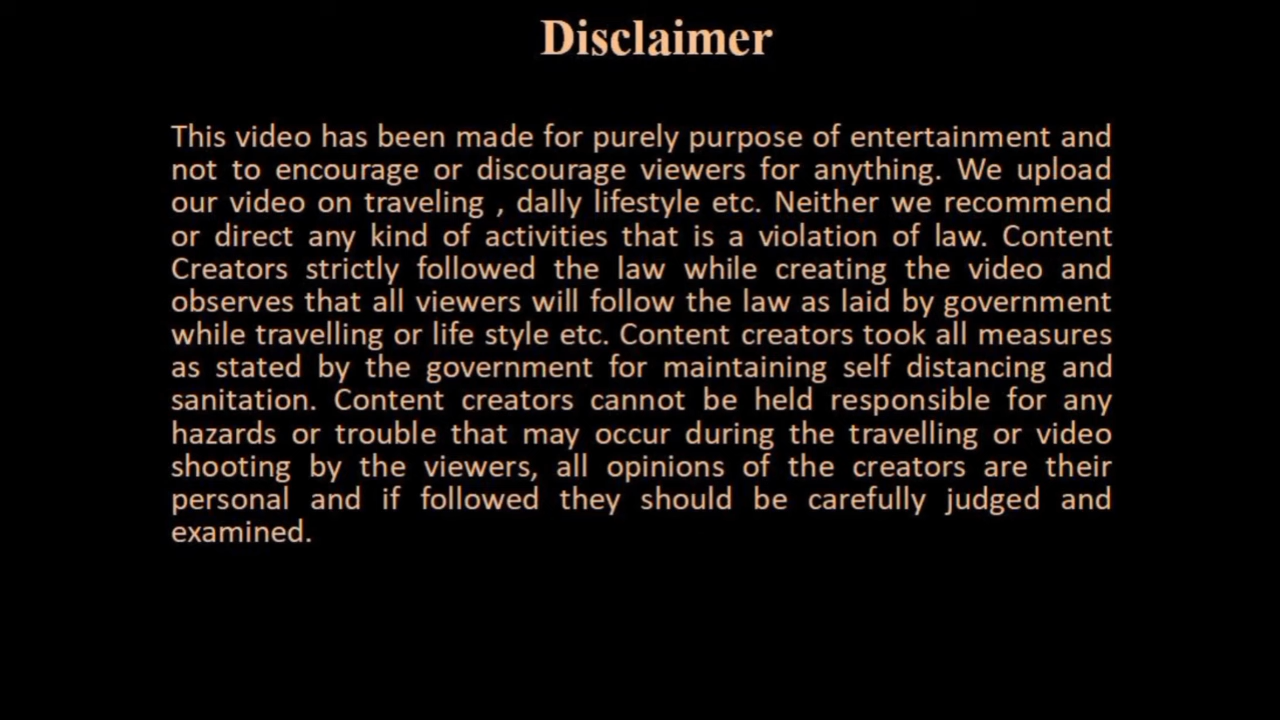 Disclaimer
This video has been made for purely purpose of entertainment and
not to encourage or discourage viewers for anything. We upload
our video on traveling , dally lifestyle etc. Neither we recommend
or direct any kind of activities that is a violation of law. Content
Creators strictly followed the law while creating the video and
observes that all viewers will follow the law as laid by government
while travelling or life style etc. Content creators took all measures
as stated by the government for maintaining self distancing and
sanitation. Content creators cannot be held responsible for any
hazards or trouble that may occur during the travelling or video
shooting by the viewers, all opinions of the creators are their
personal and if followed they should be carefully judged and
examined.